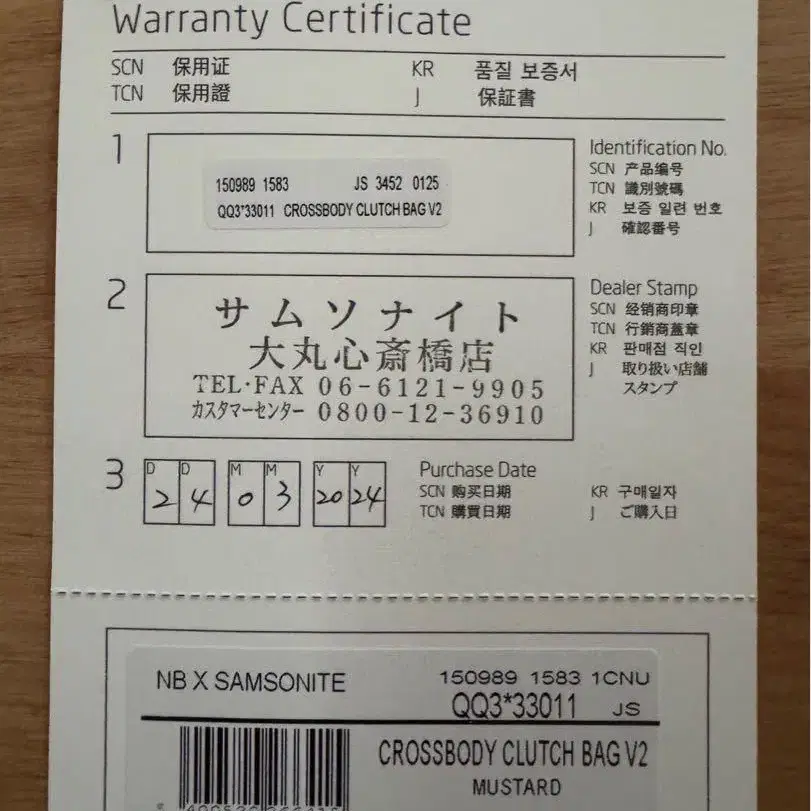 Warranty Certificate
SCN 保用证
KR 품질 보증서
TCN 保用證
J 保証書
1
150989 1583 JS 3452 0125
QQ3*33011 CROSSBODY CLUTCH BAG V2
Identification No.
SCN 产品编号
TCN 識別號碼
KR 보증 일련 번호
J 確認番号
2
サムソナイト
大丸心斎橋店
TEL・FAX 06-6121-9905
カスタマーセンター 0800-12-36910
Dealer Stamp
SCN 经销商印章
TCN 行銷商蓋章
KR 판매점 직인
J 取り扱い店舗
スタンプ
3
D D M M Y Y
2 4 0 3 20 24
Purchase Date
SCN 购买日期
KR 구매일자
TCN 購買日期
J ご購入日
NB X SAMSONITE
150989 1583 1CNU
QQ3*33011 JS
CROSSBODY CLUTCH BAG V2
MUSTARD